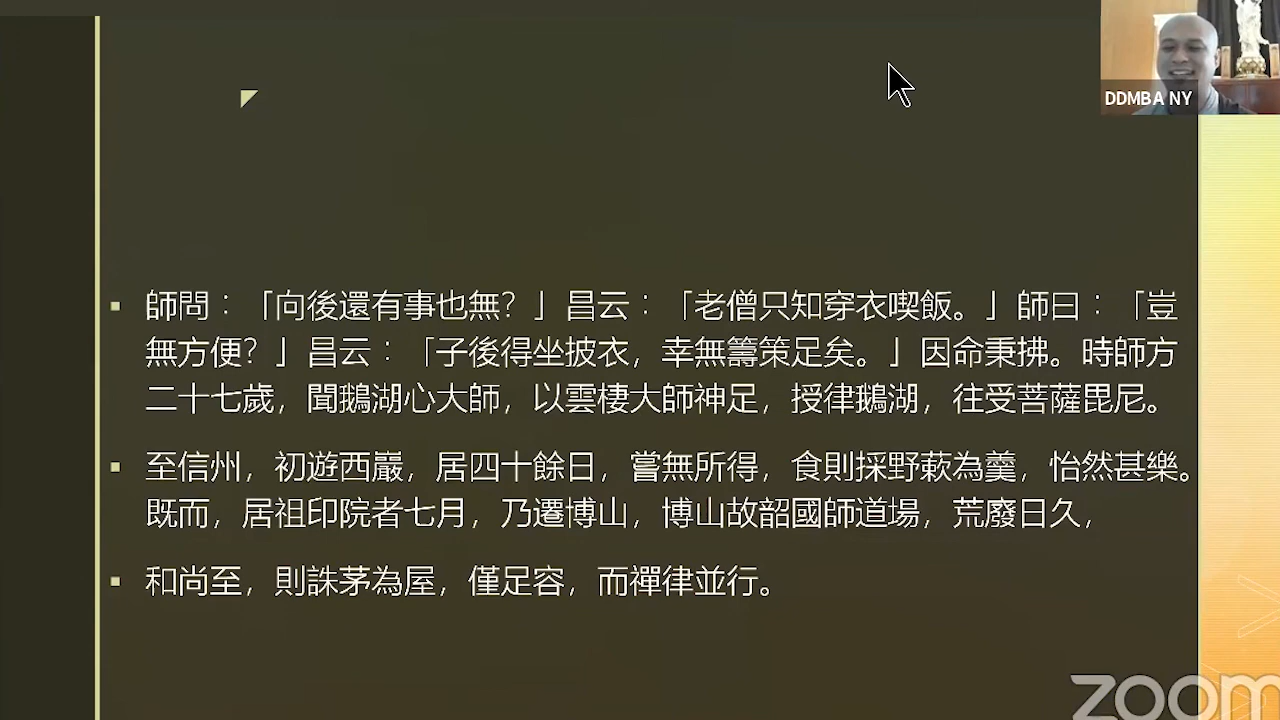 DDMBA NY
師問：「向後還有事也無？」昌云：「老僧只知穿衣喫飯。」師曰：「豈
無方便？」昌云：「子後得坐披衣，幸無籌策足矣。」因命秉拂。時師方
二十七歲，聞鵝湖心大師，以雲棲大師神足，授律鵝湖，往受菩薩毘尼。
至信州，初遊西巖，居四十餘日，嘗無所得，食則採野蔌為羹，怡然甚樂。
既而，居祖印院者七月，乃遷博山，博山故韶國師道場，荒廢日久，
和尚至，則誅茅為屋，僅足容，而禪律並行。
zoom